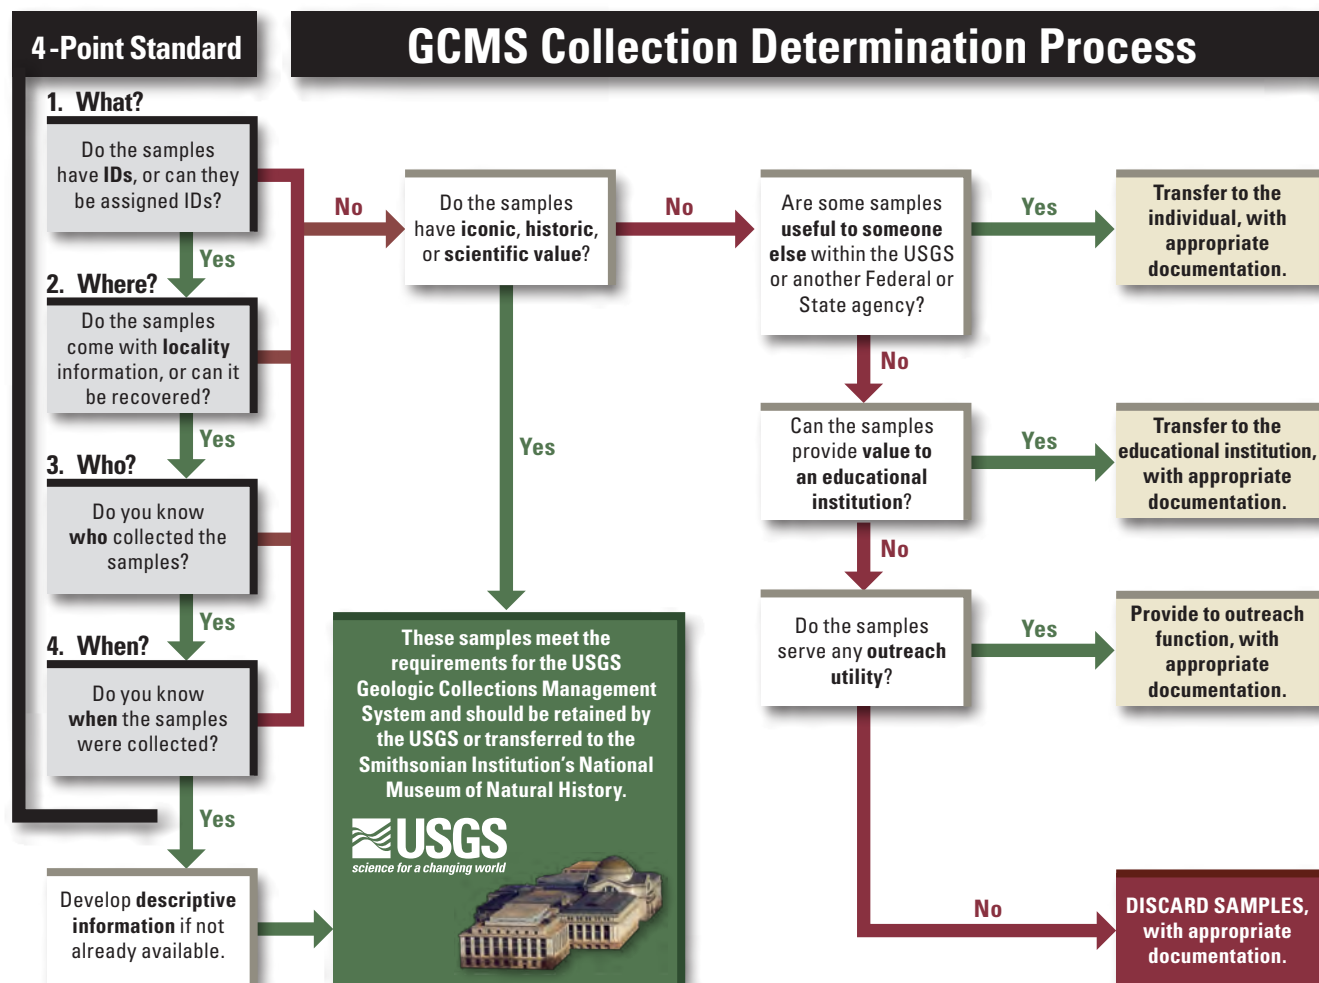 4-Point Standard
GCMS Collection Determination Process
1. What?
Do the samples
have IDs, or can they
be assigned IDs?
Yes
2. Where?
Do the samples
come with locality
information, or can it
be recovered?
Yes
3. Who?
Do you know
who collected the
samples?
Yes
4. When?
Do you know
when the samples
were collected?
Yes
Develop descriptive
information if not
already available.
No
Do the samples
have iconic, historic,
or scientific value?
Yes
These samples meet the
requirements for the USGS
Geologic Collections Management
System and should be retained by
the USGS or transferred to the
Smithsonian Institution's National
Museum of Natural History.
USGS
science for a changing world
No
Are some samples
useful to someone
else within the USGS
or another Federal or
State agency?
Yes
Transfer to the
individual, with
appropriate
documentation.
No
Can the samples
provide value to
an educational
institution?
Yes
Transfer to the
educational institution,
with appropriate
documentation.
No
Do the samples
serve any outreach
utility?
Yes
Provide to outreach
function, with
appropriate
documentation.
No
DISCARD SAMPLES,
with appropriate
documentation.